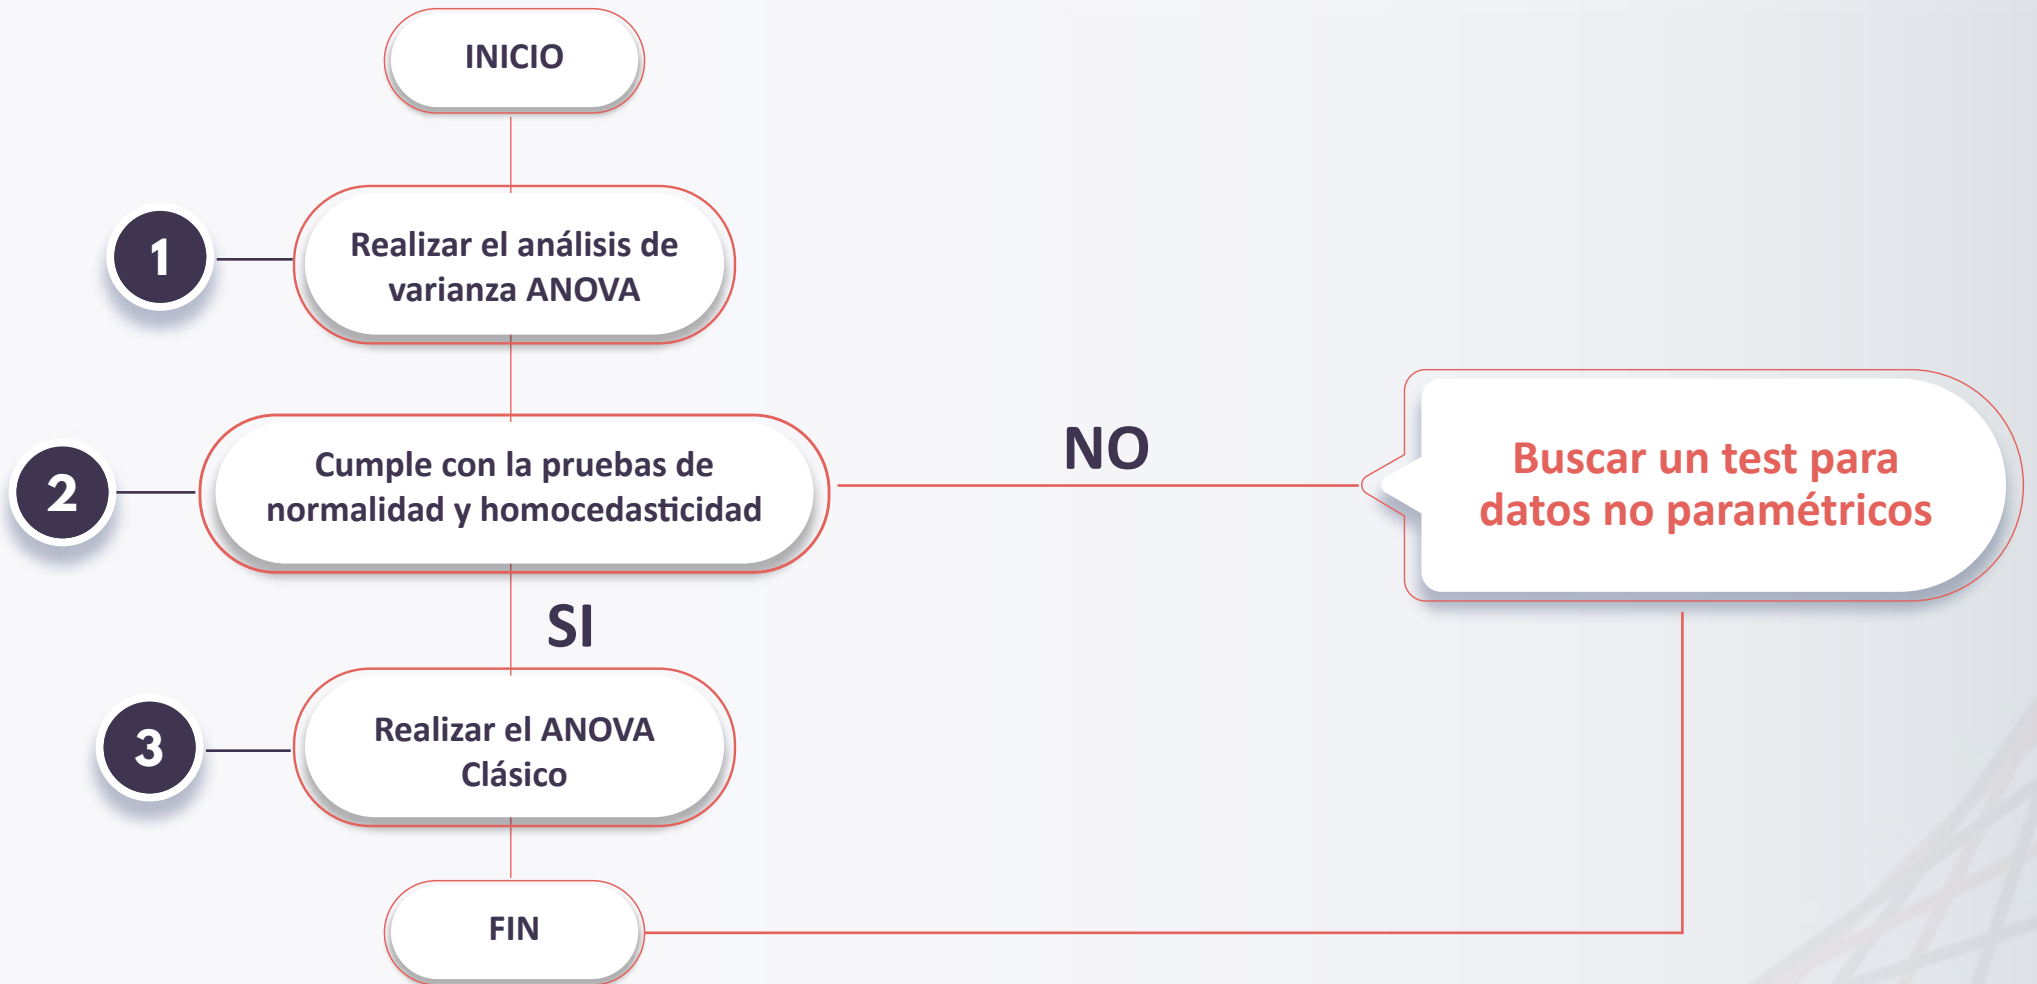 INICIO
1
Realizar el análisis de
varianza ANOVA
2
Cumple con la pruebas de
normalidad y homocedasticidad
NO
Buscar un test para
datos no paramétricos
SI
3
Realizar el ANOVA
Clásico
FIN